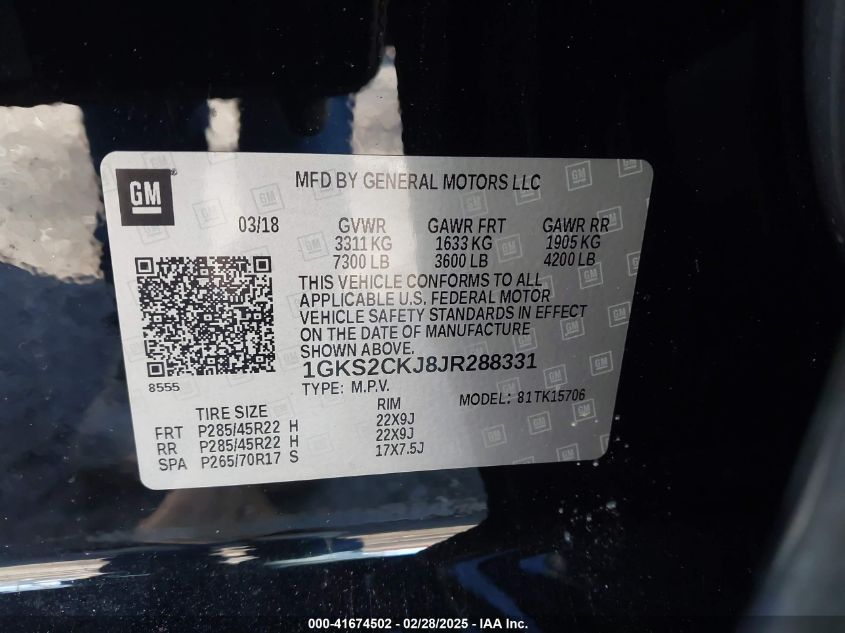 GM
MFD BY GENERAL MOTORS LLC
03/18 GVWR GAWR FRT GAWR RR
3311 KG 1633 KG 1905 KG
7300 LB 3600 LB 4200 LB
THIS VEHICLE CONFORMS TO ALL
APPLICABLE U.S. FEDERAL MOTOR
VEHICLE SAFETY STANDARDS IN EFFECT
ON THE DATE OF MANUFACTURE
SHOWN ABOVE.
1GKS2CKJ8JR288331
8555
TYPE: M.P.V. MODEL: 81TK15706
TIRE SIZE RIM
FRT P285/45R22 H 22X9J
RR P285/45R22 H 22X9J
SPA P265/70R17 S 17X7.5J
000-41674502 - 02/28/2025 - IAA Inc.